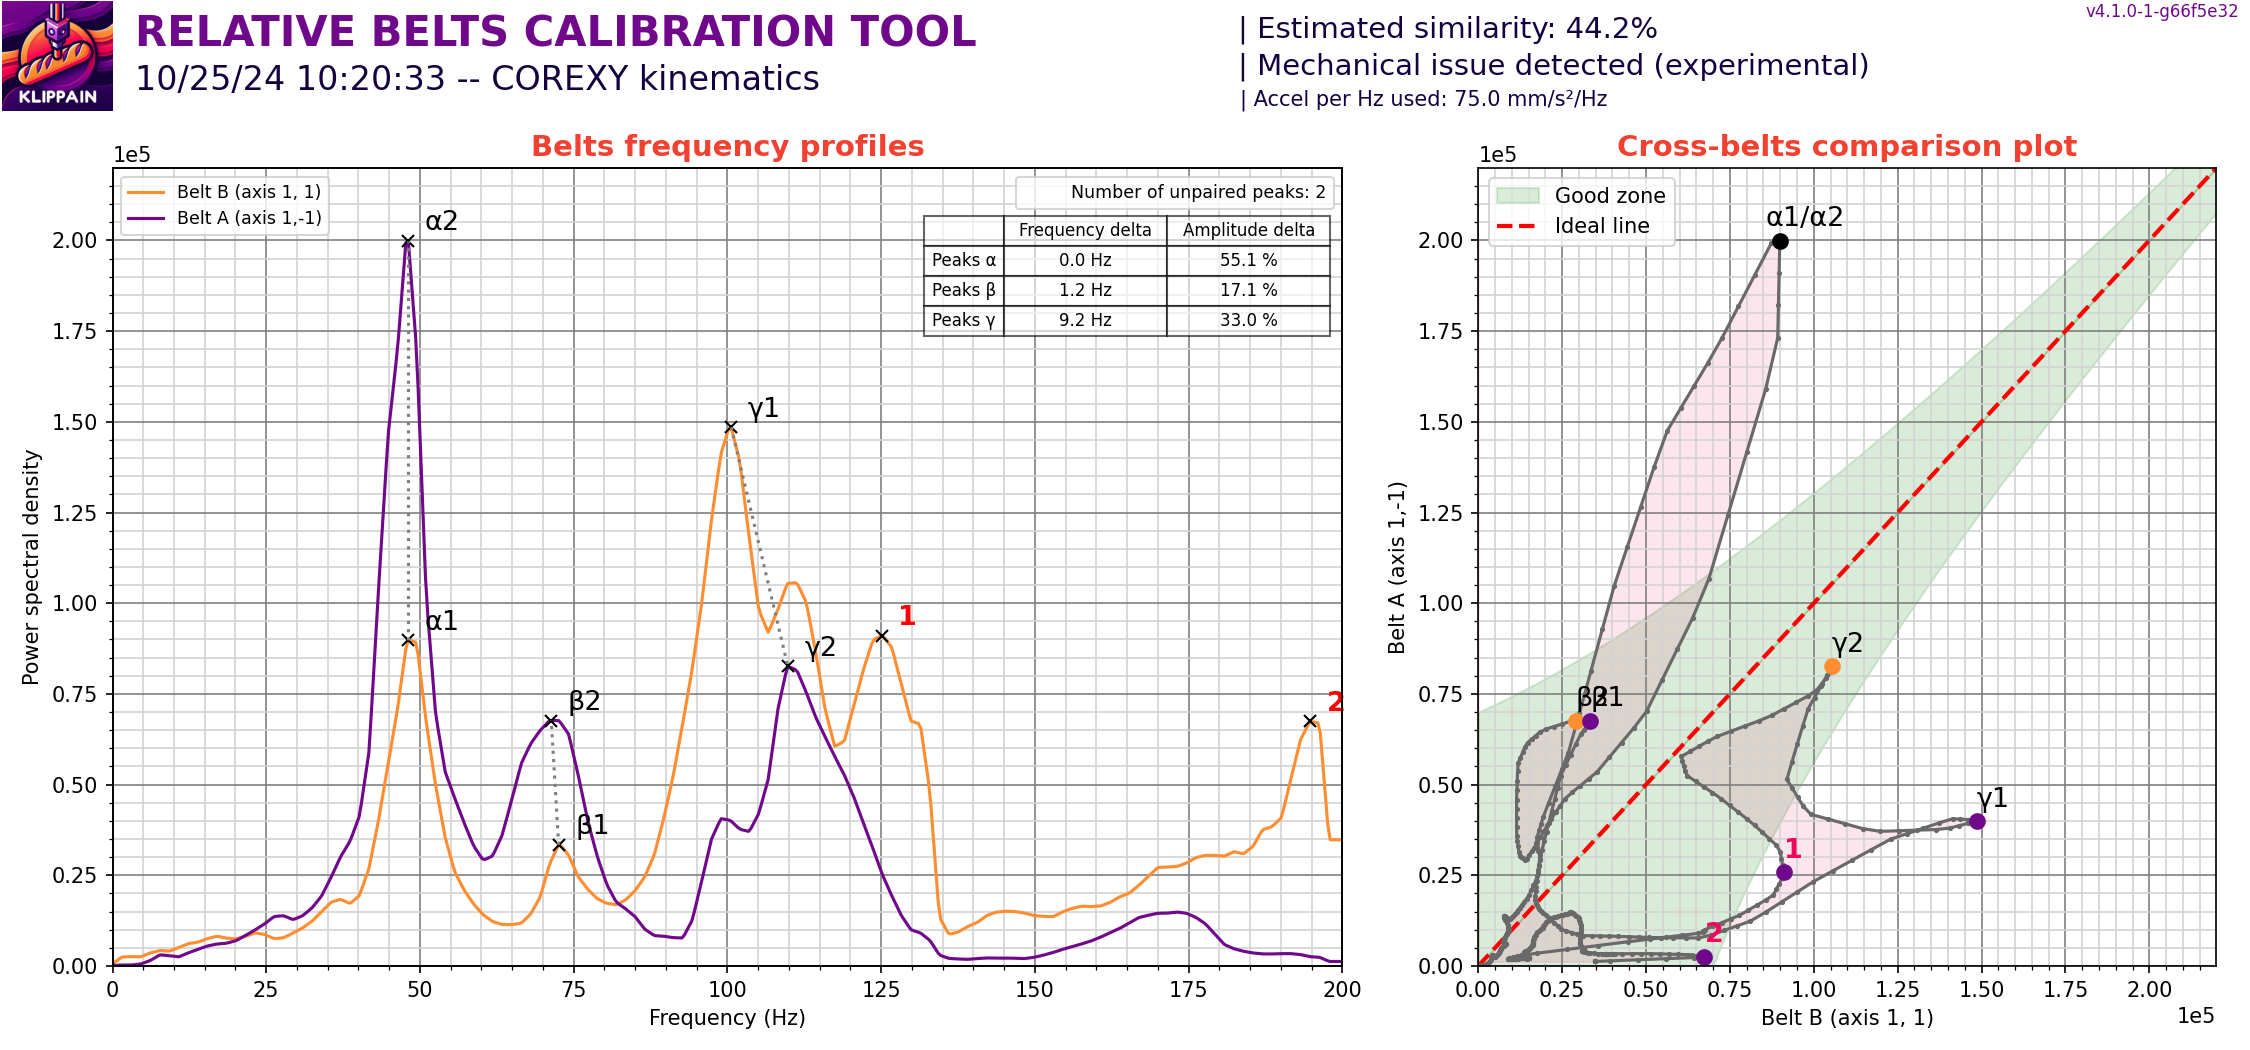 KLIPPAIN
RELATIVE BELTS CALIBRATION TOOL
10/25/24 10:20:33 -- COREXY kinematics
| Estimated similarity: 44.2%
| Mechanical issue detected (experimental)
| Accel per Hz used: 75.0 mm/s²/Hz
v4.1.0-1-g66f5e32
Belts frequency profiles
1e5
Belt B (axis 1, 1)
Belt A (axis 1,-1)
Number of unpaired peaks: 2
Frequency delta Amplitude delta
Peaks α 0.0 Hz 55.1 %
Peaks β 1.2 Hz 17.1 %
Peaks γ 9.2 Hz 33.0 %
α2
γ1
α1
1
γ2
β2
2
β1
2.00
1.75
1.50
1.25
1.00
0.75
0.50
0.25
0.00
Power spectral density
0 25 50 75 100 125 150 175 200
Frequency (Hz)
Cross-belts comparison plot
1e5
Good zone
Ideal line
α1/α2
γ2
β2
β1
γ1
1
2
2.00
1.75
1.50
1.25
1.00
0.75
0.50
0.25
0.00
Belt A (axis 1,-1)
0.00 0.25 0.50 0.75 1.00 1.25 1.50 1.75 2.00
Belt B (axis 1, 1)
1e5